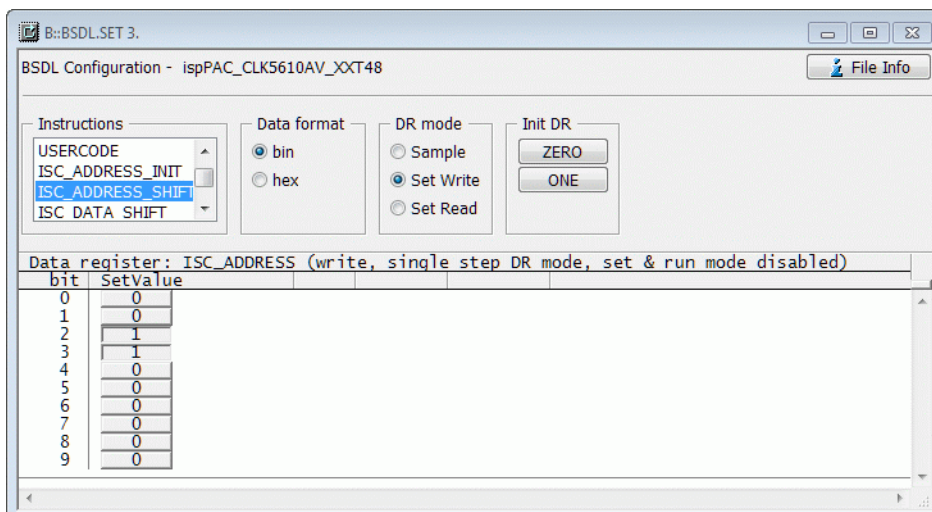 B::BSDL.SET 3.
BSDL Configuration - ispPAC_CLK5610AV_XXT48
File Info
Instructions
Data format
DR mode
Init DR
USERCODE
ISC_ADDRESS_INIT
ISC_ADDRESS_SHIFT
ISC DATA SHIFT
bin
hex
Sample
Set Write
Set Read
ZERO
ONE
Data register: ISC_ADDRESS (write, single step DR mode, set & run mode disabled)
bit SetValue
0 0
1 0
2 1
3 1
4 0
5 0
6 0
7 0
8 0
9 0